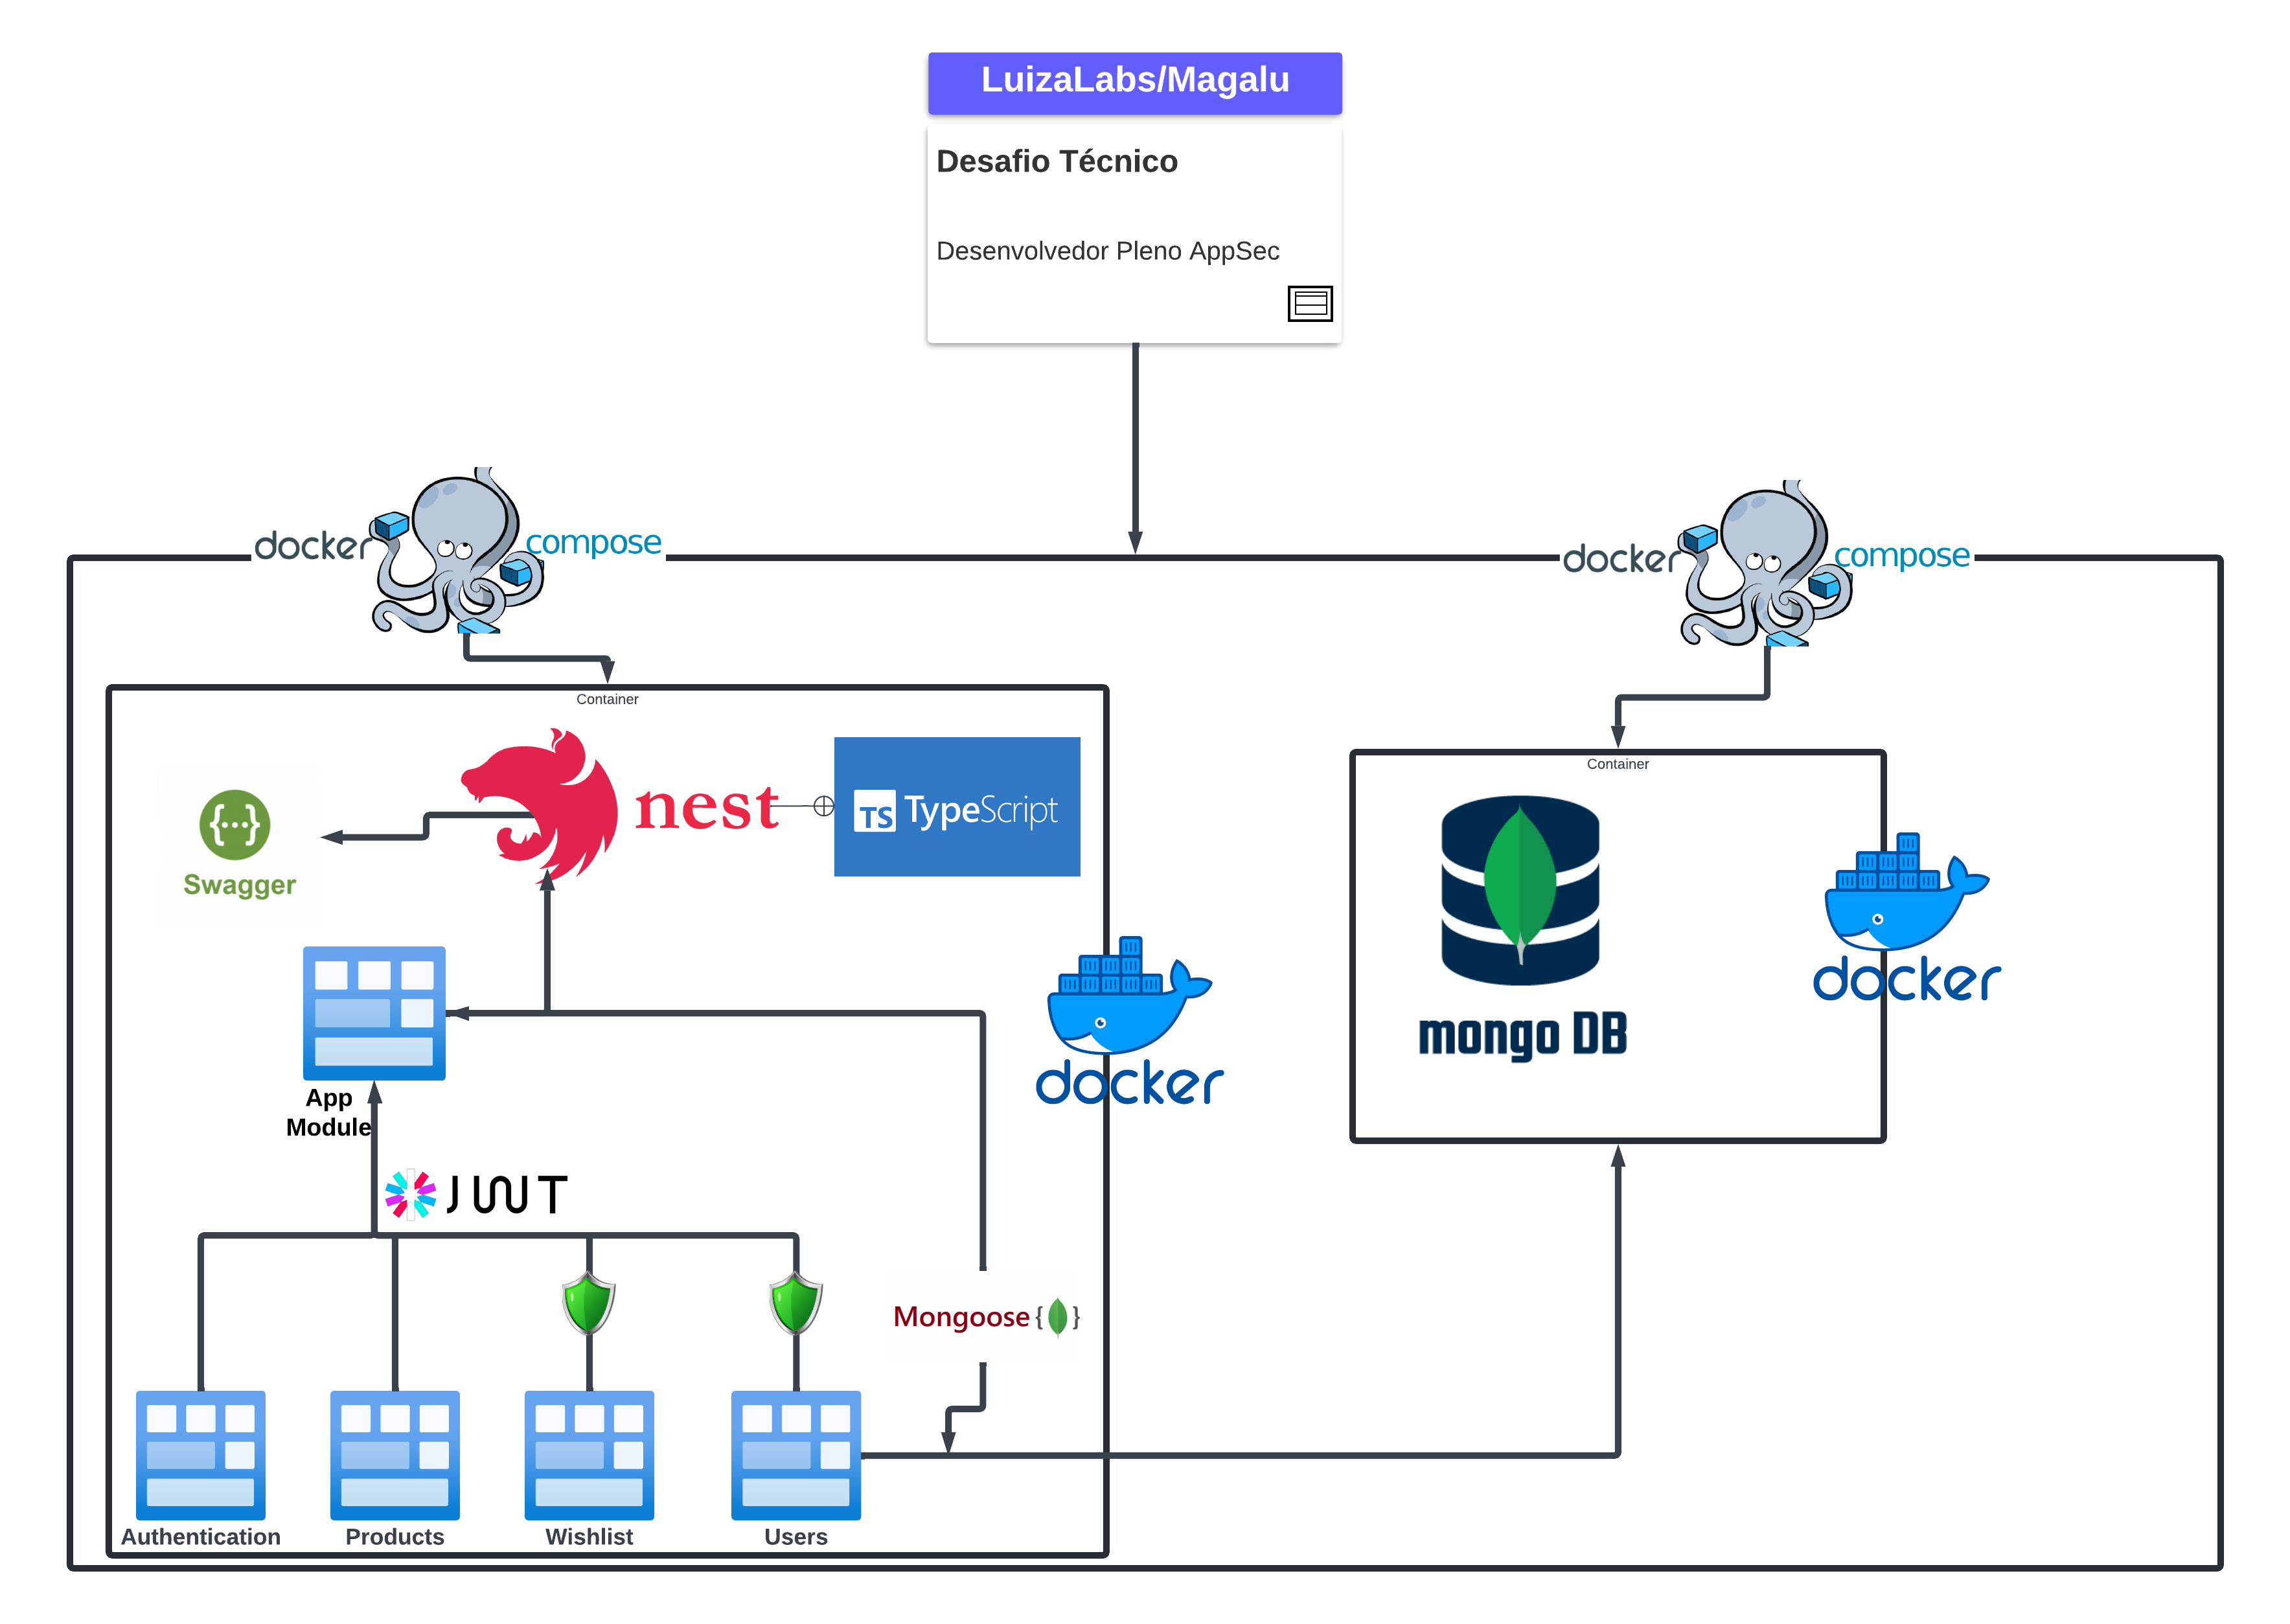 LuizaLabs/Magalu
Desafio Técnico
Desenvolvedor Pleno AppSec
docker compose
docker compose
Container
Container
nest
TS TypeScript
{...}
Swagger
docker
mongo DB
docker
App
Module
JWT
Mongoose { }
Authentication
Products
Wishlist
Users